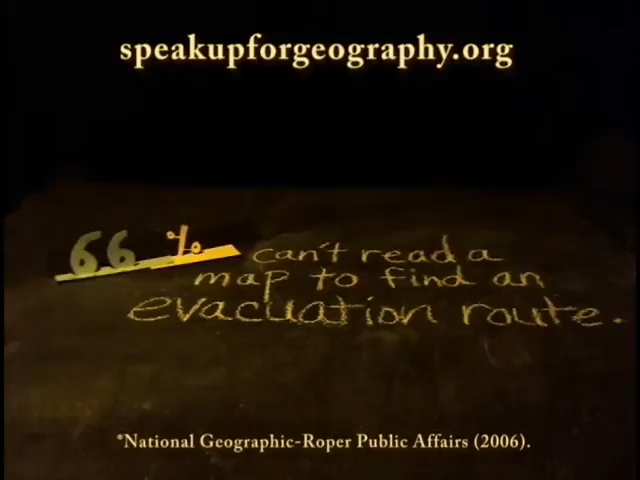 speakupforgeography.org
66 % can't read a
map to find an
evacuation route.
*National Geographic-Roper Public Affairs (2006).